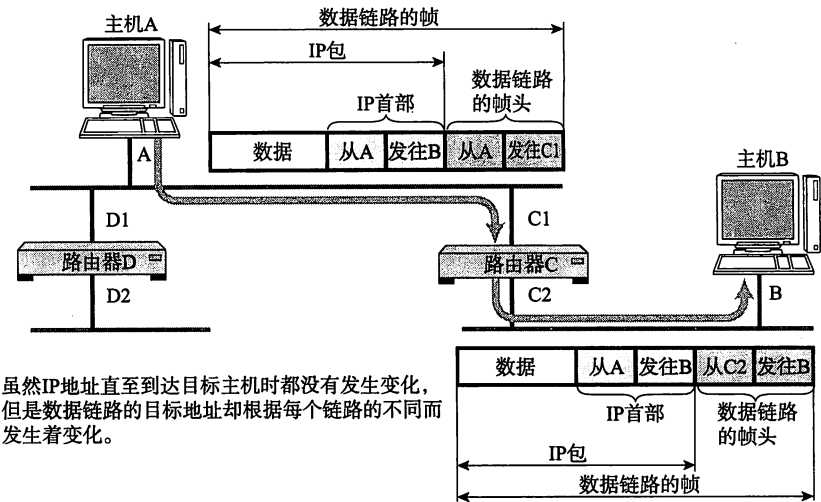 主机A
数据链路的帧
IP包
数据链路
的帧头
IP首部
数据 从A 发往B 从A 发往C1
A
主机B
D1
C1
路由器D
路由器C
D2
C2
B
数据 从A 发往B 从C2 发往B
虽然IP地址直至到达目标主机时都没有发生变化，
但是数据链路的目标地址却根据每个链路的不同而
发生着变化。
IP首部
数据链路
的帧头
IP包
数据链路的帧